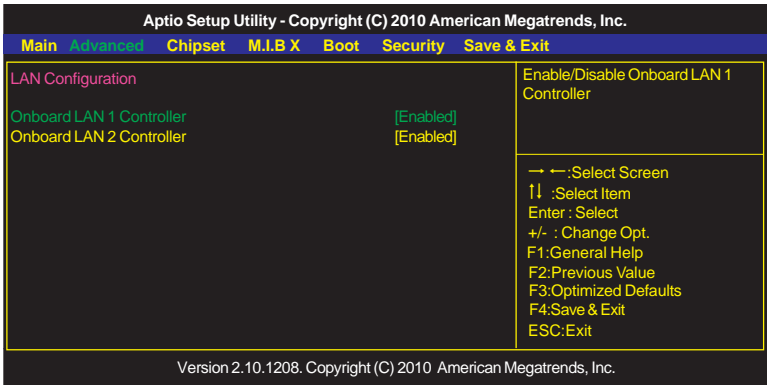 Aptio Setup Utility - Copyright (C) 2010 American Megatrends, Inc.
Main Advanced Chipset M.I.B X Boot Security Save & Exit
LAN Configuration
Onboard LAN 1 Controller [Enabled]
Onboard LAN 2 Controller [Enabled]
Enable/Disable Onboard LAN 1
Controller
→ ←:Select Screen
↑↓ :Select Item
Enter : Select
+/- : Change Opt.
F1:General Help
F2:Previous Value
F3:Optimized Defaults
F4:Save & Exit
ESC:Exit
Version 2.10.1208. Copyright (C) 2010 American Megatrends, Inc.